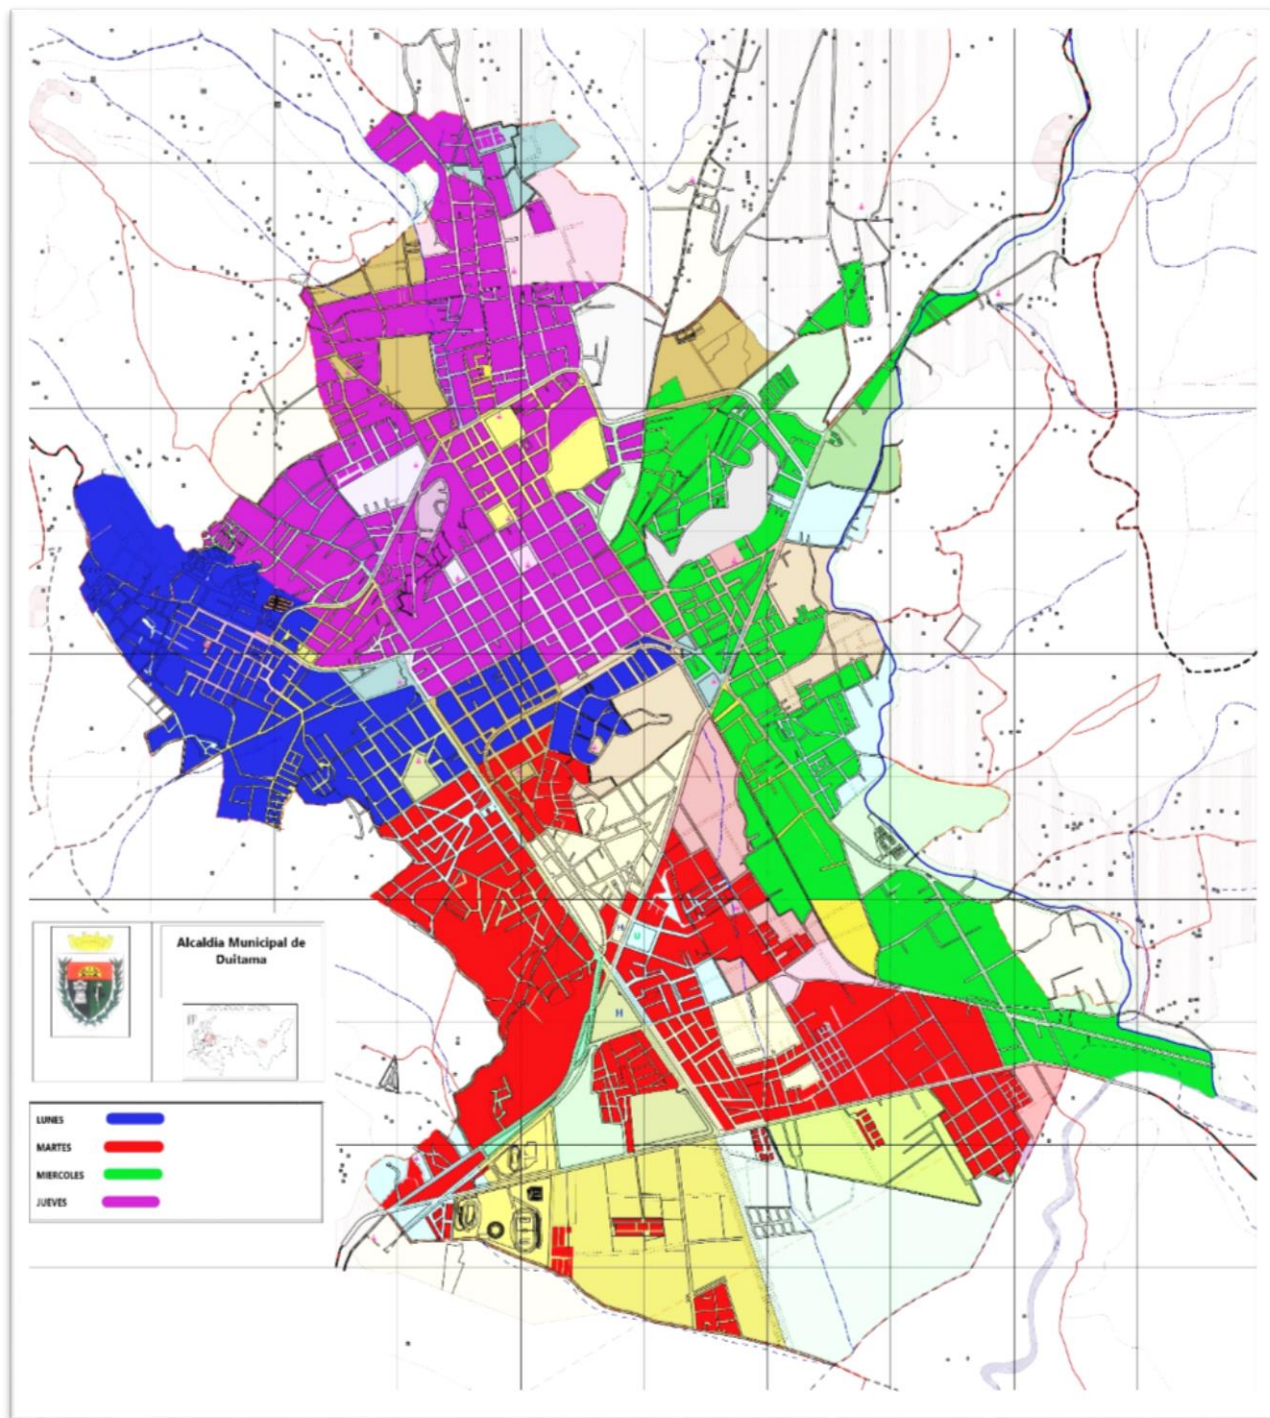 Alcaldia Municipal de
Duitama
LUNES
MARTES
MIERCOLES
JUEVES
H
U
H